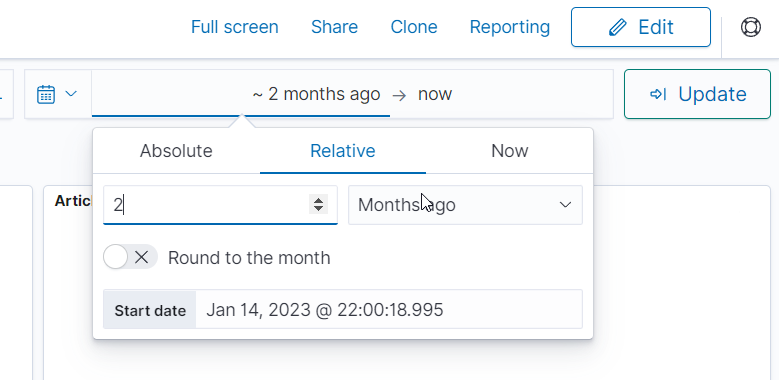 Full screen Share Clone Reporting Edit
~ 2 months ago → now Update
Absolute Relative Now
Artic
2 Months ago
Round to the month
Start date Jan 14, 2023 @ 22:00:18.995